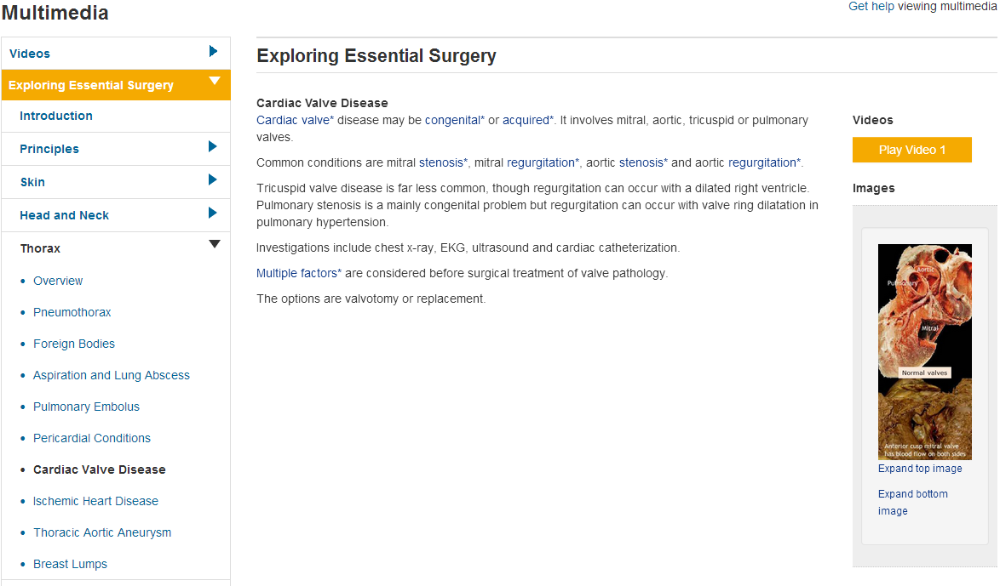 Multimedia
Get help viewing multimedia
Videos
Exploring Essential Surgery
Introduction
Principles
Skin
Head and Neck
Thorax
Overview
Pneumothorax
Foreign Bodies
Aspiration and Lung Abscess
Pulmonary Embolus
Pericardial Conditions
Cardiac Valve Disease
Ischemic Heart Disease
Thoracic Aortic Aneurysm
Breast Lumps
Exploring Essential Surgery
Cardiac Valve Disease
Cardiac valve* disease may be congenital* or acquired*. It involves mitral, aortic, tricuspid or pulmonary
valves.
Common conditions are mitral stenosis*, mitral regurgitation*, aortic stenosis* and aortic regurgitation*.
Tricuspid valve disease is far less common, though regurgitation can occur with a dilated right ventricle.
Pulmonary stenosis is a mainly congenital problem but regurgitation can occur with valve ring dilatation in
pulmonary hypertension.
Investigations include chest x-ray, EKG, ultrasound and cardiac catheterization.
Multiple factors* are considered before surgical treatment of valve pathology.
The options are valvotomy or replacement.
Videos
Play Video 1
Images
Aortic
Pulmonary
Mitral
Normal valves
Anterior cusp mitral valve
has blood flow on both sides
Expand top image
Expand bottom
image